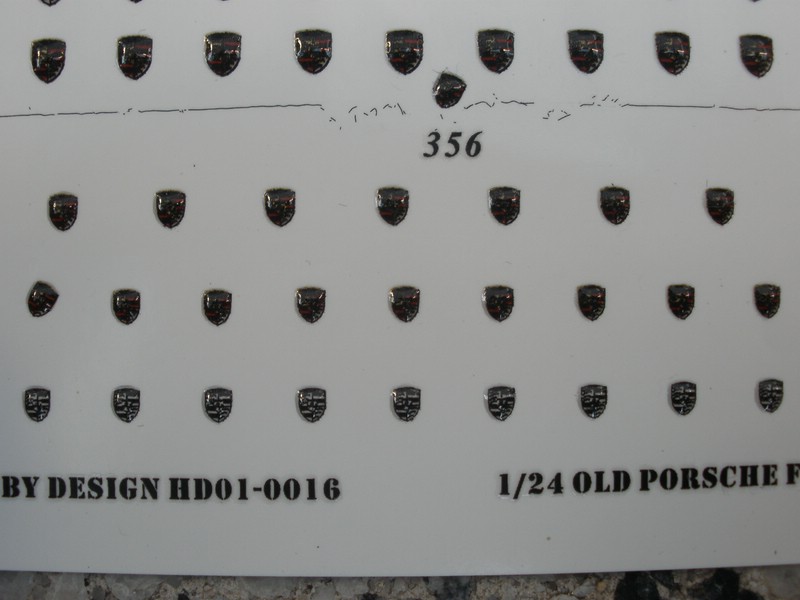 356
BY DESIGN HD01-0016
1/24 OLD PORSCHE F